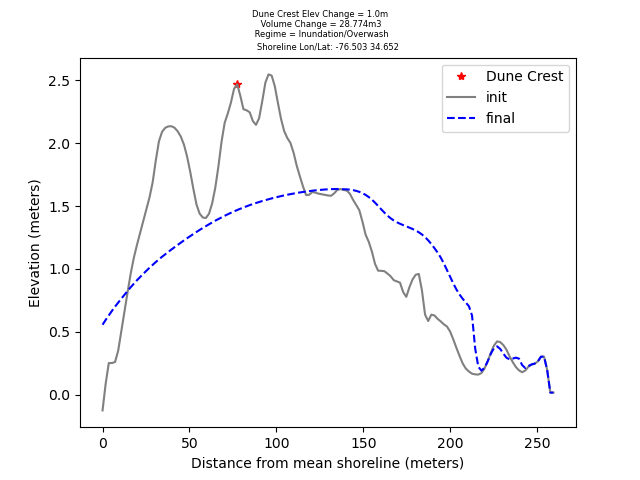 Dune Crest Elev Change = 1.0m
Volume Change = 28.774m3
Regime = Inundation/Overwash
Shoreline Lon/Lat: -76.503 34.652
Dune Crest
init
final
Elevation (meters)
2.5
2.0
1.5
1.0
0.5
0.0
0 50 100 150 200 250
Distance from mean shoreline (meters)